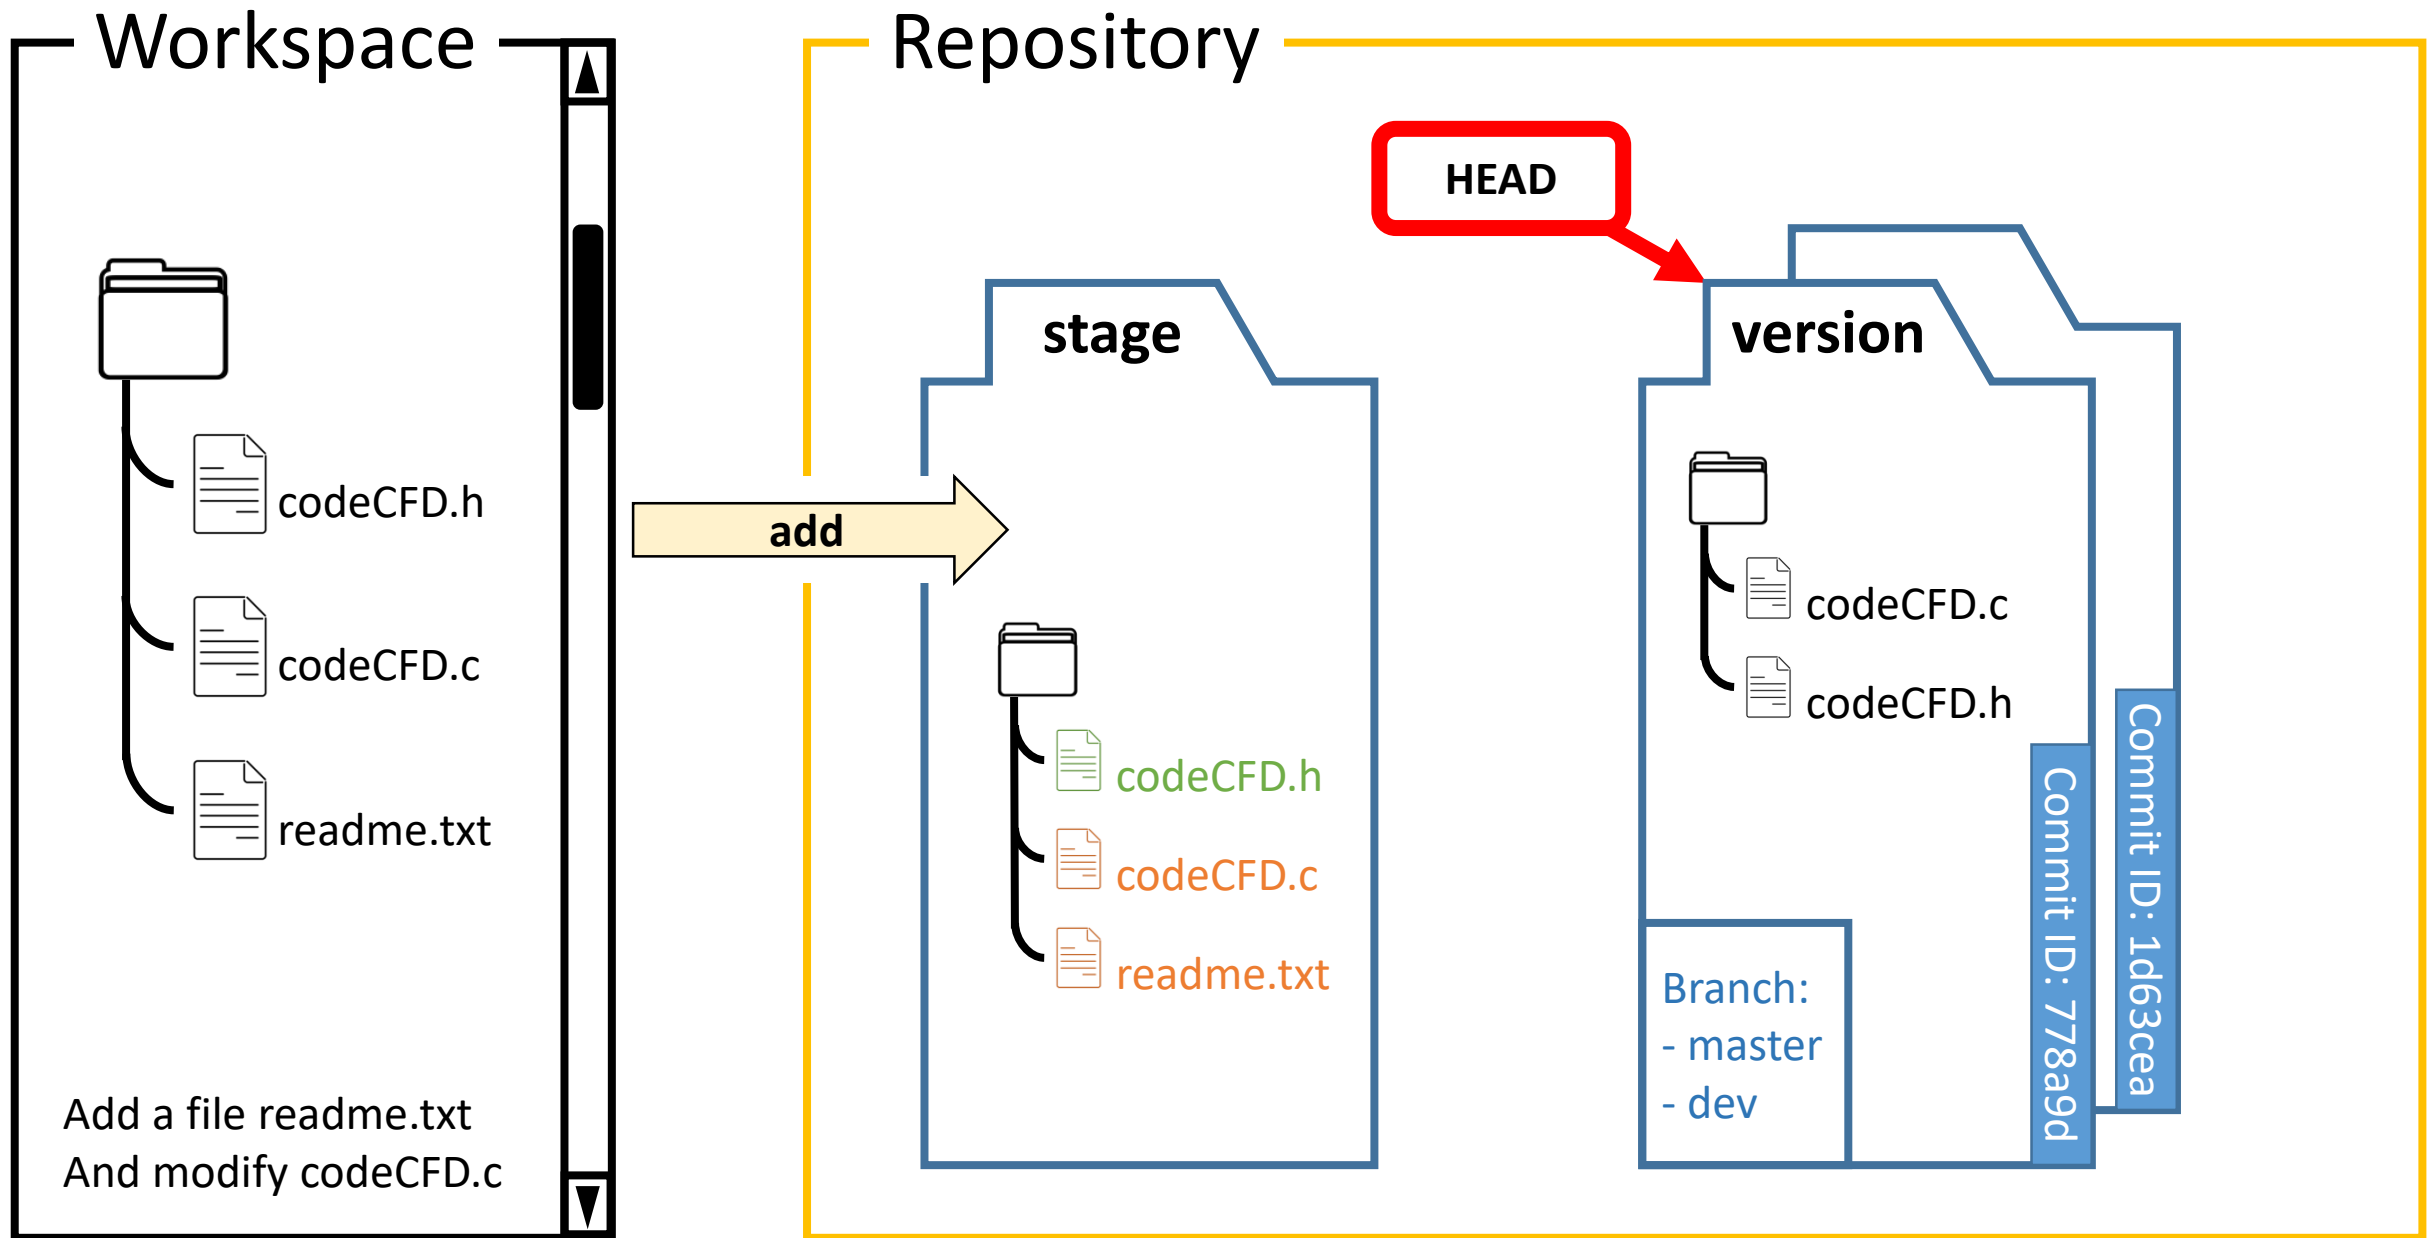 Workspace
codeCFD.h
codeCFD.c
readme.txt
Add a file readme.txt
And modify codeCFD.c
add
Repository
HEAD
stage
codeCFD.h
codeCFD.c
readme.txt
version
codeCFD.c
codeCFD.h
Branch:
- master
- dev
Commit ID: 778a9d
Commit ID: 1d63cea